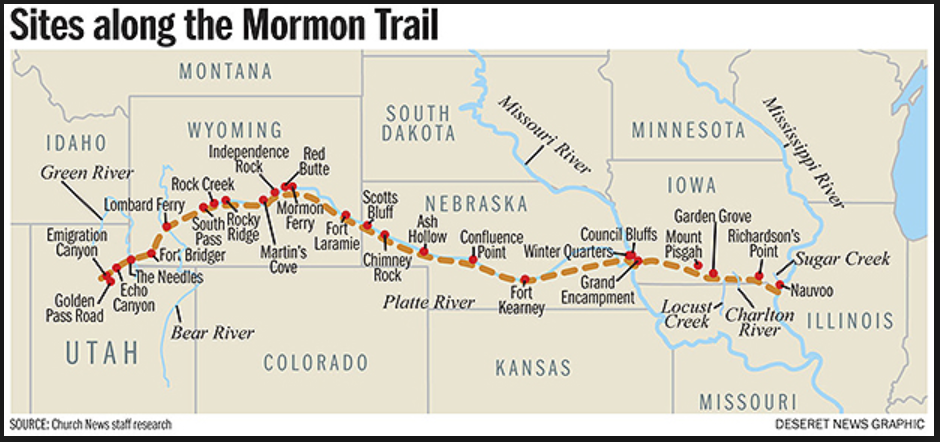 Sites along the Mormon Trail
MONTANA
IDAHO
WYOMING
SOUTH
DAKOTA
MINNESOTA
IOWA
NEBRASKA
UTAH
COLORADO
KANSAS
MISSOURI
ILLINOIS
Green River
Missouri River
Mississippi River
Platte River
Bear River
Locust
Creek
Charlton
River
Sugar Creek
Emigration
Canyon
Golden
Pass Road
Echo
Canyon
The Needles
Fort Bridger
Lombard Ferry
Rock Creek
South
Pass
Rocky
Ridge
Independence
Rock
Martin's
Cove
Red
Butte
Mormon
Ferry
Fort
Laramie
Scotts
Bluff
Chimney
Rock
Ash
Hollow
Confluence
Point
Fort
Kearney
Winter Quarters
Council Bluffs
Grand
Encampment
Mount
Pisgah
Garden Grove
Richardson's
Point
Nauvoo
SOURCE: Church News staff research
DESERET NEWS GRAPHIC